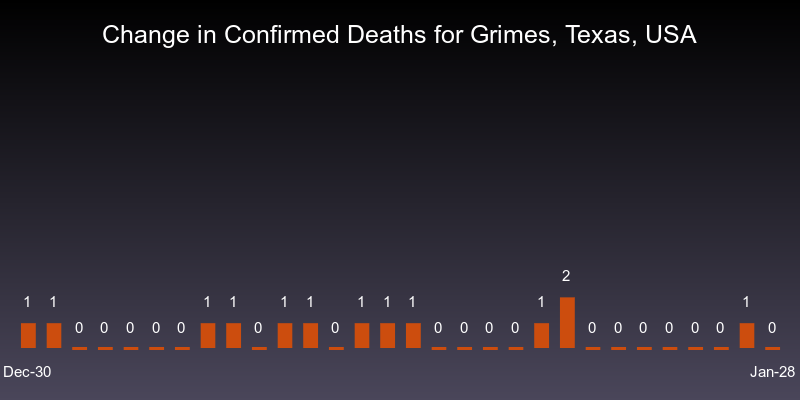 Change in Confirmed Deaths for Grimes, Texas, USA
2
1 1 0 0 0 0 0 1 1 0 1 1 0 1 1 1 0 0 0 0 1 0 0 0 0 0 0 1 0
Dec-30 Jan-28